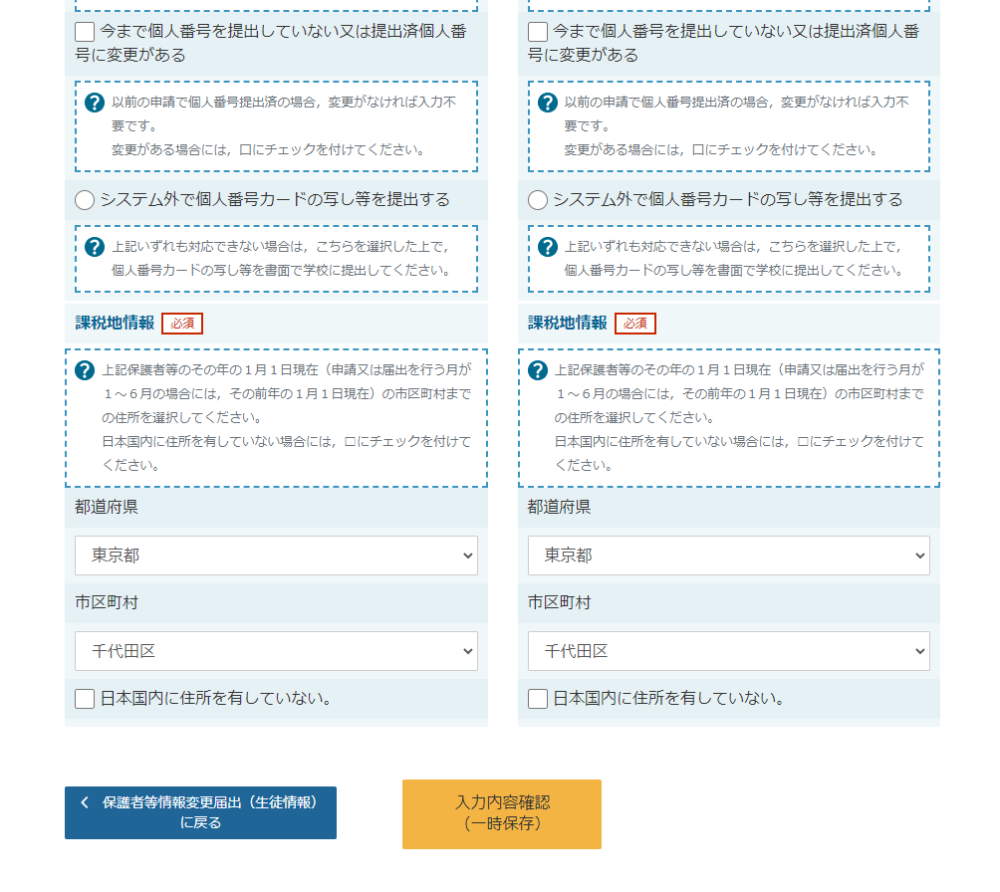 今まで個人番号を提出していない又は提出済個人番
号に変更がある
以前の申請で個人番号提出済の場合，変更がなければ入力不
要です。
変更がある場合には，口にチェックを付けてください。
システム外で個人番号カードの写し等を提出する
上記いずれも対応できない場合は，こちらを選択した上で，
個人番号カードの写し等を書面で学校に提出してください。
課税地情報 必須
上記保護者等のその年の１月１日現在（申請又は届出を行う月が
１～６月の場合には，その前年の１月１日現在）の市区町村まで
の住所を選択してください。
日本国内に住所を有していない場合には，口にチェックを付けて
ください。
都道府県
東京都
市区町村
千代田区
日本国内に住所を有していない。
今まで個人番号を提出していない又は提出済個人番
号に変更がある
以前の申請で個人番号提出済の場合，変更がなければ入力不
要です。
変更がある場合には，口にチェックを付けてください。
システム外で個人番号カードの写し等を提出する
上記いずれも対応できない場合は，こちらを選択した上で，
個人番号カードの写し等を書面で学校に提出してください。
課税地情報 必須
上記保護者等のその年の１月１日現在（申請又は届出を行う月が
１～６月の場合には，その前年の１月１日現在）の市区町村まで
の住所を選択してください。
日本国内に住所を有していない場合には，口にチェックを付けて
ください。
都道府県
東京都
市区町村
千代田区
日本国内に住所を有していない。
保護者等情報変更届出（生徒情報）
に戻る
入力内容確認
（一時保存）